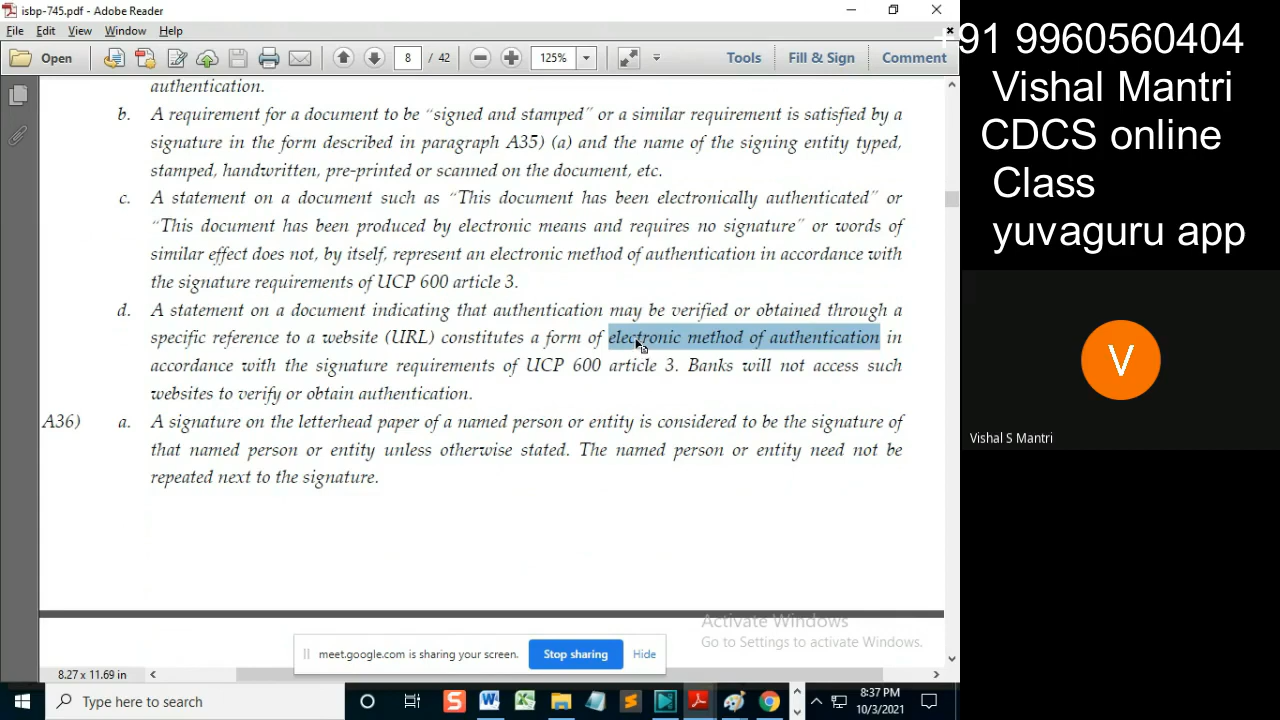 isbp-745.pdf - Adobe Reader
File Edit View Window Help
Open 8 / 42 125% Tools Fill & Sign Comment
authentication.
b. A requirement for a document to be “signed and stamped” or a similar requirement is satisfied by a
signature in the form described in paragraph A35) (a) and the name of the signing entity typed,
stamped, handwritten, pre-printed or scanned on the document, etc.
c. A statement on a document such as “This document has been electronically authenticated” or
“This document has been produced by electronic means and requires no signature” or words of
similar effect does not, by itself, represent an electronic method of authentication in accordance with
the signature requirements of UCP 600 article 3.
d. A statement on a document indicating that authentication may be verified or obtained through a
specific reference to a website (URL) constitutes a form of electronic method of authentication in
accordance with the signature requirements of UCP 600 article 3. Banks will not access such
websites to verify or obtain authentication.
A36) a. A signature on the letterhead paper of a named person or entity is considered to be the signature of
that named person or entity unless otherwise stated. The named person or entity need not be
repeated next to the signature.
Activate Windows
Go to Settings to activate Windows.
meet.google.com is sharing your screen. Stop sharing Hide
8.27 x 11.69 in
Type here to search
8:37 PM
10/3/2021
+91 9960560404
Vishal Mantri
CDCS online
Class
yuvaguru app
V
Vishal S Mantri